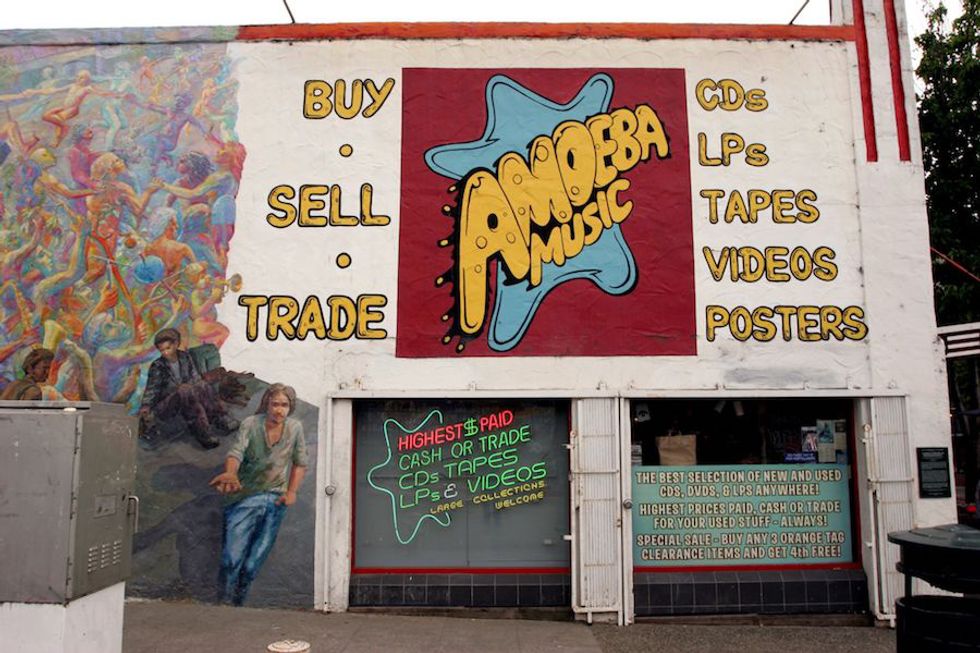 BUY
•
SELL
•
TRADE
AMOEBA
MUSIC
CDs
LPs
TAPES
VIDEOS
POSTERS
HIGHEST $ PAID
CASH OR TRADE
CDs TAPES
LPs & VIDEOS
LARGE COLLECTIONS
WELCOME
THE BEST SELECTION OF NEW AND USED
CDS, DVDS, & LPS ANYWHERE!
HIGHEST PRICES PAID, CASH OR TRADE
FOR YOUR USED STUFF - ALWAYS!
SPECIAL SALE - BUY ANY 3 ORANGE TAG
CLEARANCE ITEMS AND GET 4th FREE!